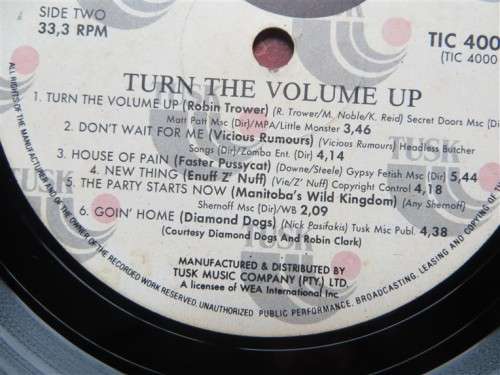 SIDE TWO
33,3 RPM
TIC 400
(TIC 4000
TURN THE VOLUME UP
1. TURN THE VOLUME UP (Robin Trower) (R. Trower/M. Noble/K. Reid) Secret Doors Msc (Dir)
Matt Patt Msc (Dir)/MPA/Little Monster 3,46
2. DON'T WAIT FOR ME (Vicious Rumours) (Vicious Rumours) Headless Butcher
Songs (Dir)/Zomba Ent. (Dir) 4,14
3. HOUSE OF PAIN (Faster Pussycat) (Downe/Steele) Gypsy Fetish Msc (Dir) 5,44
4. NEW THING (Enuff Z' Nuff) (Vie/Z' Nuff) Copyright Control 4,18
5. THE PARTY STARTS NOW (Manitoba's Wild Kingdom) (Any Shernoff)
Shernoff Msc (Dir)/WB 2,09
6. GOIN' HOME (Diamond Dogs) (Nick Pasifakis) Tusk Msc Publ. 4,38
(Courtesy Diamond Dogs And Robin Clark)
MANUFACTURED & DISTRIBUTED BY
TUSK MUSIC COMPANY (PTY.) LTD.
A licensee of WEA International Inc
ALL RIGHTS OF THE MANUFACTURER AND OF THE OWNER OF THE RECORDED WORK RESERVED. UNAUTHORISED PUBLIC PERFORMANCE, BROADCASTING, LEASING AND COPYING OF
TUSK
TUSK
TUSK
TUSK